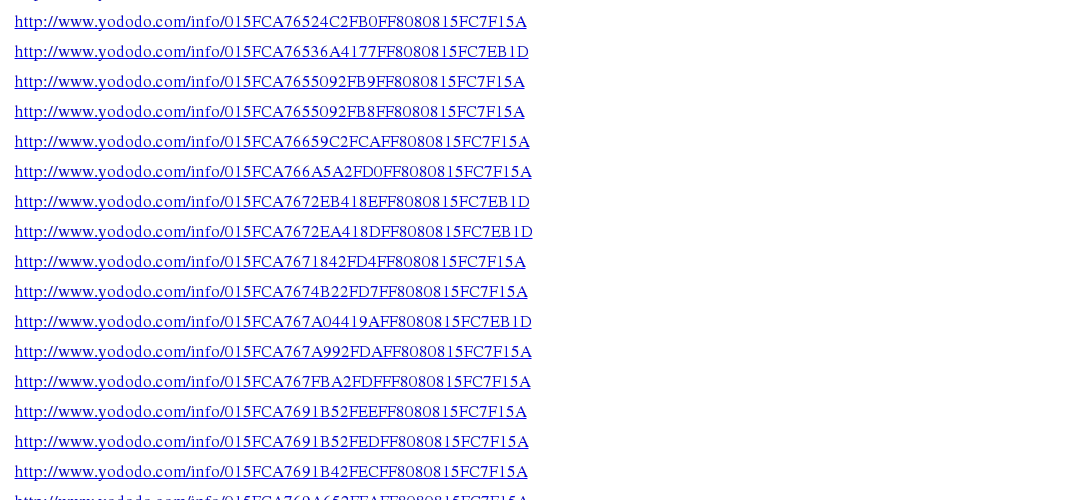 http://www.yododo.com/info/015FCA76524C2FB0FF8080815FC7F15A
http://www.yododo.com/info/015FCA76536A4177FF8080815FC7EB1D
http://www.yododo.com/info/015FCA7655092FB9FF8080815FC7F15A
http://www.yododo.com/info/015FCA7655092FB8FF8080815FC7F15A
http://www.yododo.com/info/015FCA76659C2FCAFF8080815FC7F15A
http://www.yododo.com/info/015FCA766A5A2FD0FF8080815FC7F15A
http://www.yododo.com/info/015FCA7672EB418EFF8080815FC7EB1D
http://www.yododo.com/info/015FCA7672EA418DFF8080815FC7EB1D
http://www.yododo.com/info/015FCA7671842FD4FF8080815FC7F15A
http://www.yododo.com/info/015FCA7674B22FD7FF8080815FC7F15A
http://www.yododo.com/info/015FCA767A04419AFF8080815FC7EB1D
http://www.yododo.com/info/015FCA767A992FDAFF8080815FC7F15A
http://www.yododo.com/info/015FCA767FBA2FDFFF8080815FC7F15A
http://www.yododo.com/info/015FCA7691B52FEEFF8080815FC7F15A
http://www.yododo.com/info/015FCA7691B52FEDFF8080815FC7F15A
http://www.yododo.com/info/015FCA7691B42FECFF8080815FC7F15A